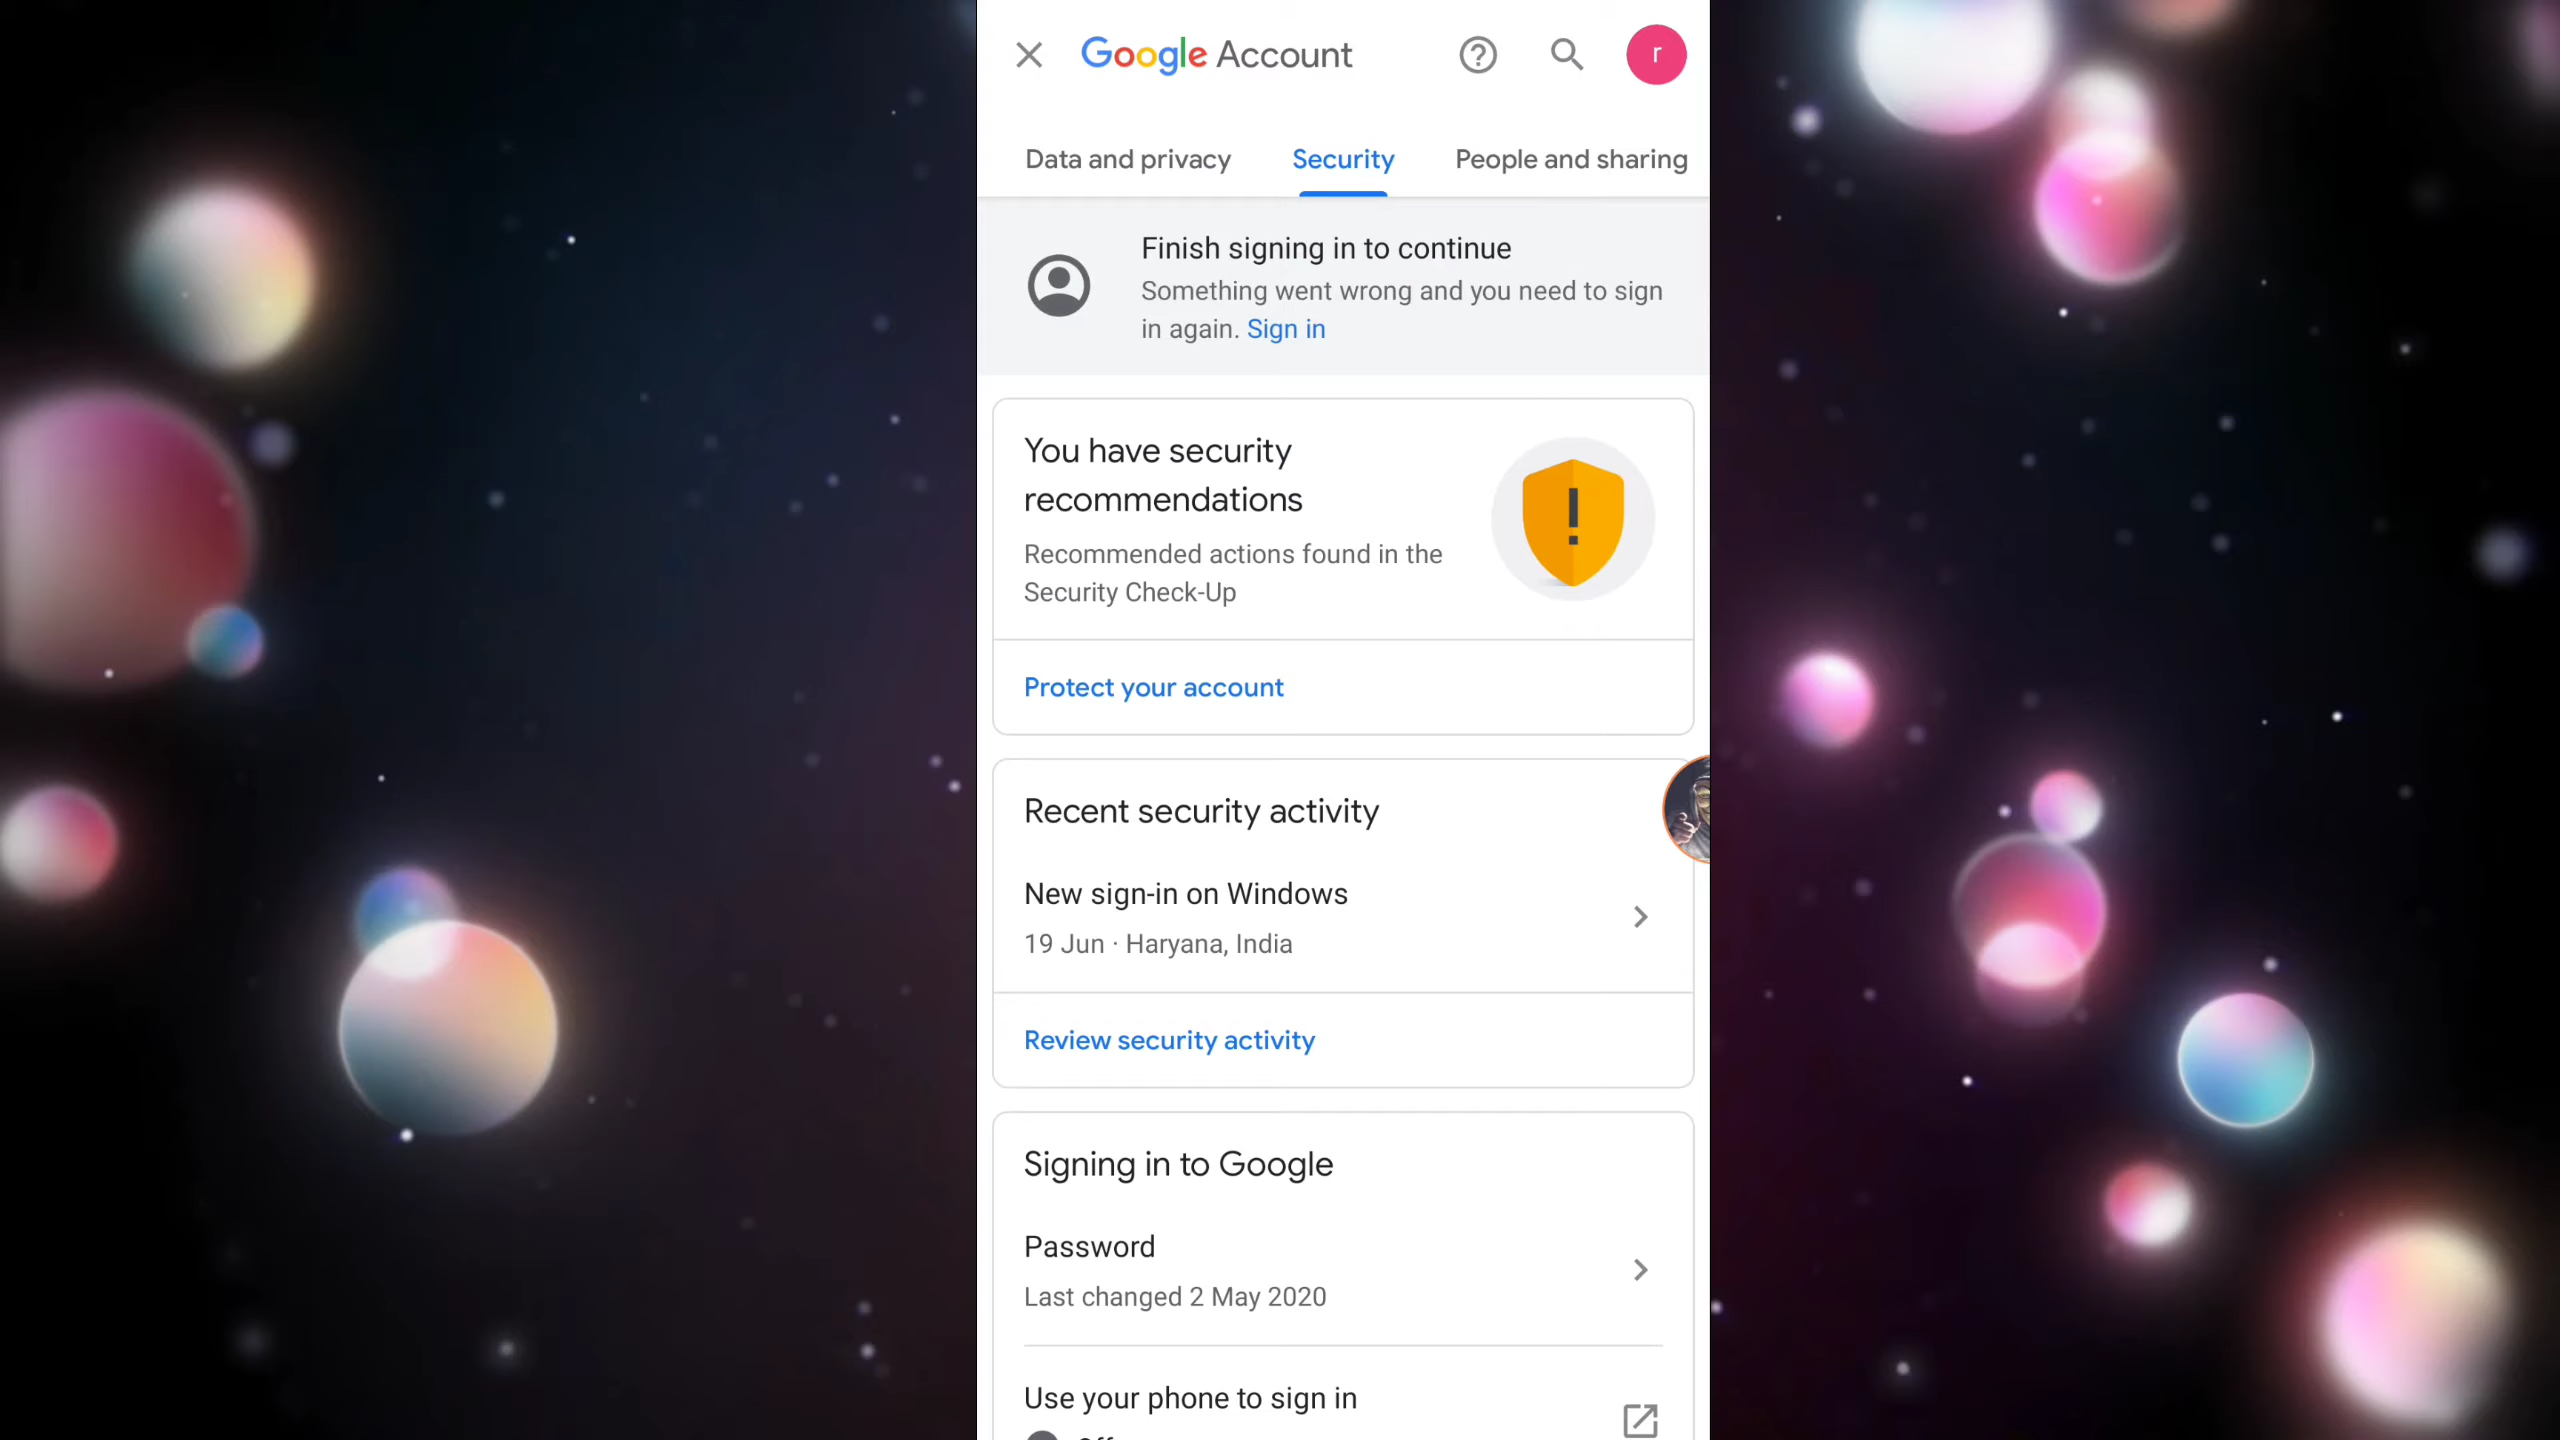 Google Account
r
Data and privacy
Security
People and sharing
Finish signing in to continue
Something went wrong and you need to sign
in again. Sign in
You have security
recommendations
Recommended actions found in the
Security Check-Up
Protect your account
Recent security activity
New sign-in on Windows
19 Jun · Haryana, India
Review security activity
Signing in to Google
Password
Last changed 2 May 2020
Use your phone to sign in